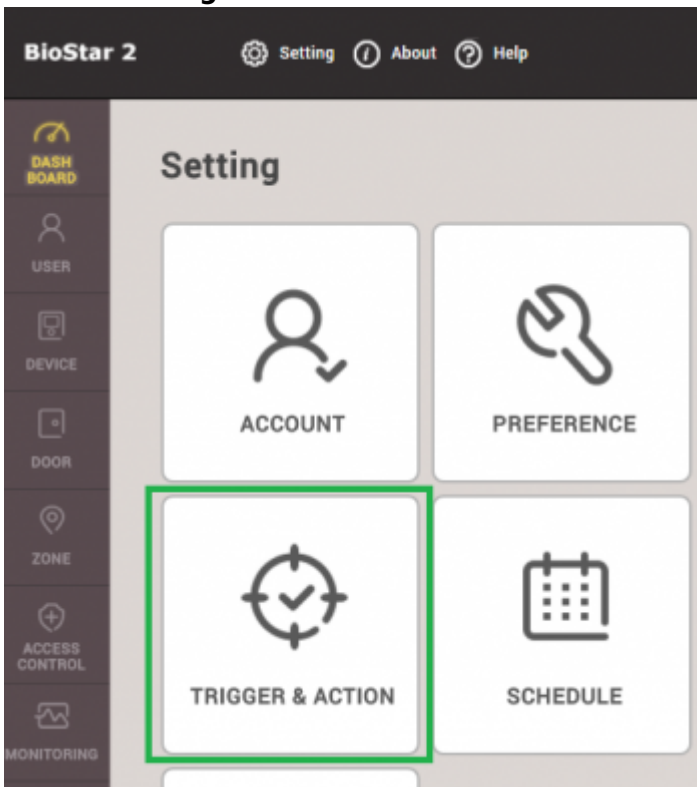 BioStar 2
Setting About Help
DASH
BOARD
Setting
USER
DEVICE
ACCOUNT PREFERENCE
DOOR
ZONE
ACCESS
CONTROL
TRIGGER & ACTION SCHEDULE
MONITORING